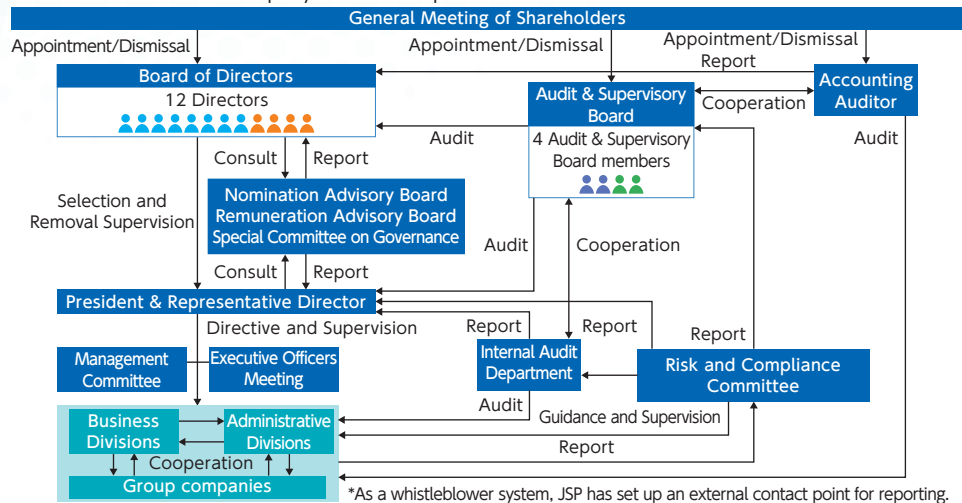 General Meeting of Shareholders
Appointment/Dismissal
Appointment/Dismissal
Appointment/Dismissal
Report
Board of Directors
12 Directors
Audit & Supervisory
Board
4 Audit & Supervisory
Board members
Cooperation
Accounting
Auditor
Audit
Audit
Consult
Report
Selection and
Removal Supervision
Nomination Advisory Board
Remuneration Advisory Board
Special Committee on Governance
Audit
Cooperation
Consult
Report
President & Representative Director
Directive and Supervision
Report
Report
Report
Management
Committee
Executive Officers
Meeting
Internal Audit
Department
Risk and Compliance
Committee
Audit
Guidance and Supervision
Business
Divisions
Administrative
Divisions
Report
Cooperation
Group companies
*As a whistleblower system, JSP has set up an external contact point for reporting.